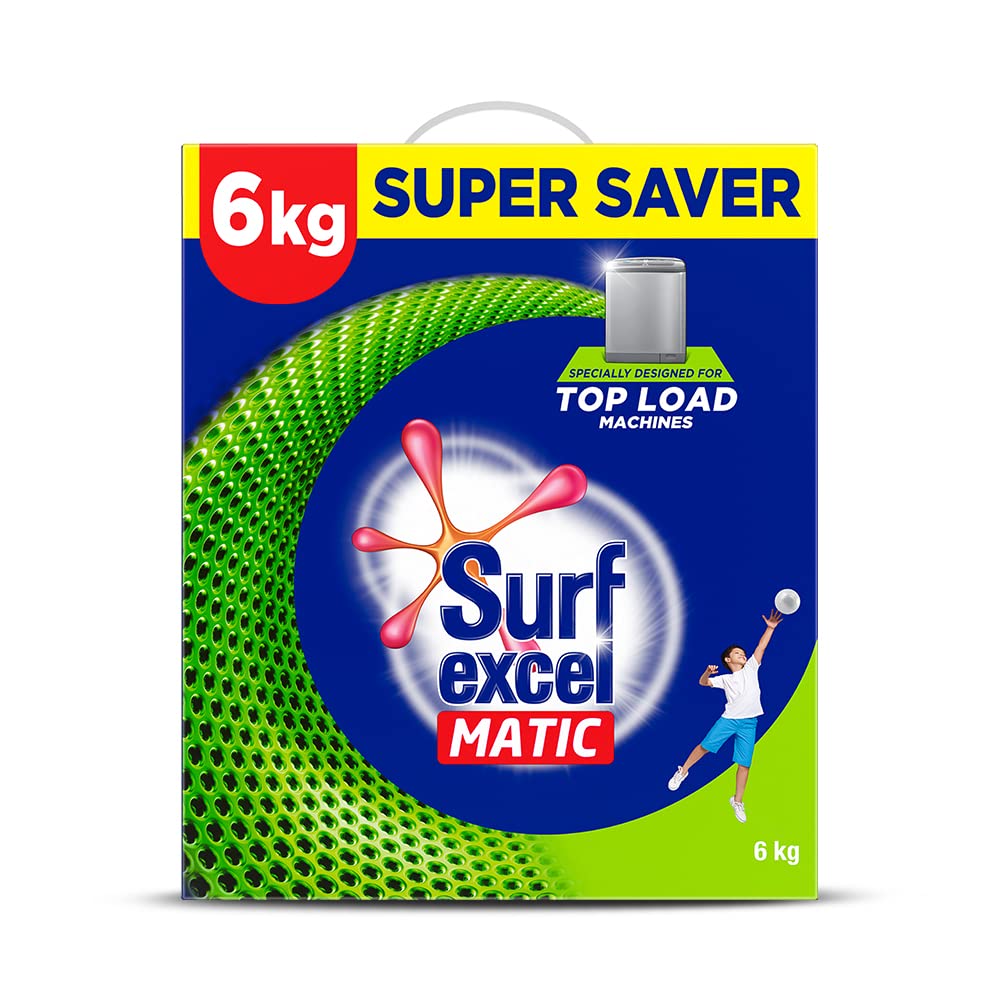 6kg
SUPER SAVER
SPECIALLY DESIGNED FOR
TOP LOAD
MACHINES
Surf
excel
MATIC
6 kg